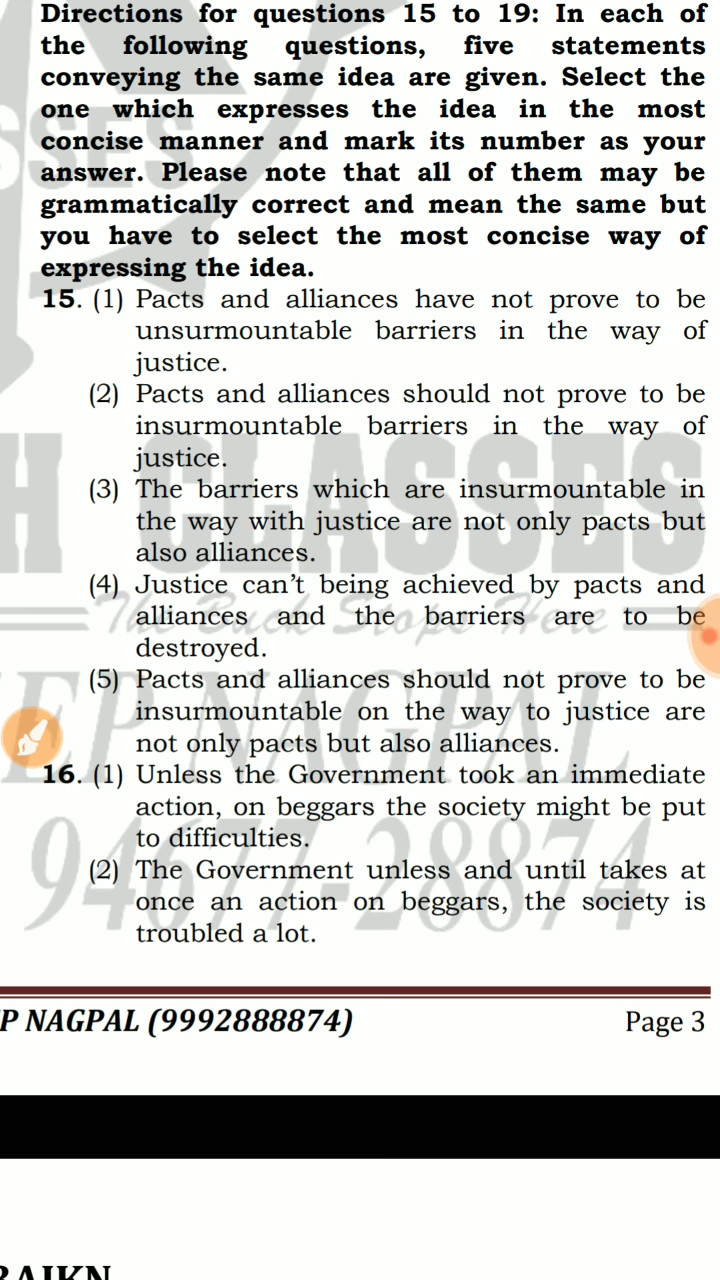 Directions for questions 15 to 19: In each of
the following questions, five statements
conveying the same idea are given. Select the
one which expresses the idea in the most
concise manner and mark its number as your
answer. Please note that all of them may be
grammatically correct and mean the same but
you have to select the most concise way of
expressing the idea.
15. (1) Pacts and alliances have not prove to be
unsurmountable barriers in the way of
justice.
(2) Pacts and alliances should not prove to be
insurmountable barriers in the way of
justice.
(3) The barriers which are insurmountable in
the way with justice are not only pacts but
also alliances.
(4) Justice can't being achieved by pacts and
alliances and the barriers are to be
destroyed.
(5) Pacts and alliances should not prove to be
insurmountable on the way to justice are
not only pacts but also alliances.
16. (1) Unless the Government took an immediate
action, on beggars the society might be put
to difficulties.
(2) The Government unless and until takes at
once an action on beggars, the society is
troubled a lot.
SSES
H CLASSES
The Buck Stops Here
EP NAGPAL
94677-28874
P NAGPAL (9992888874) Page 3